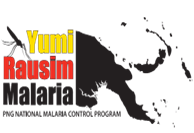 Yumi
Rausim
Malaria
PNG NATIONAL MALARIA CONTROL PROGRAM